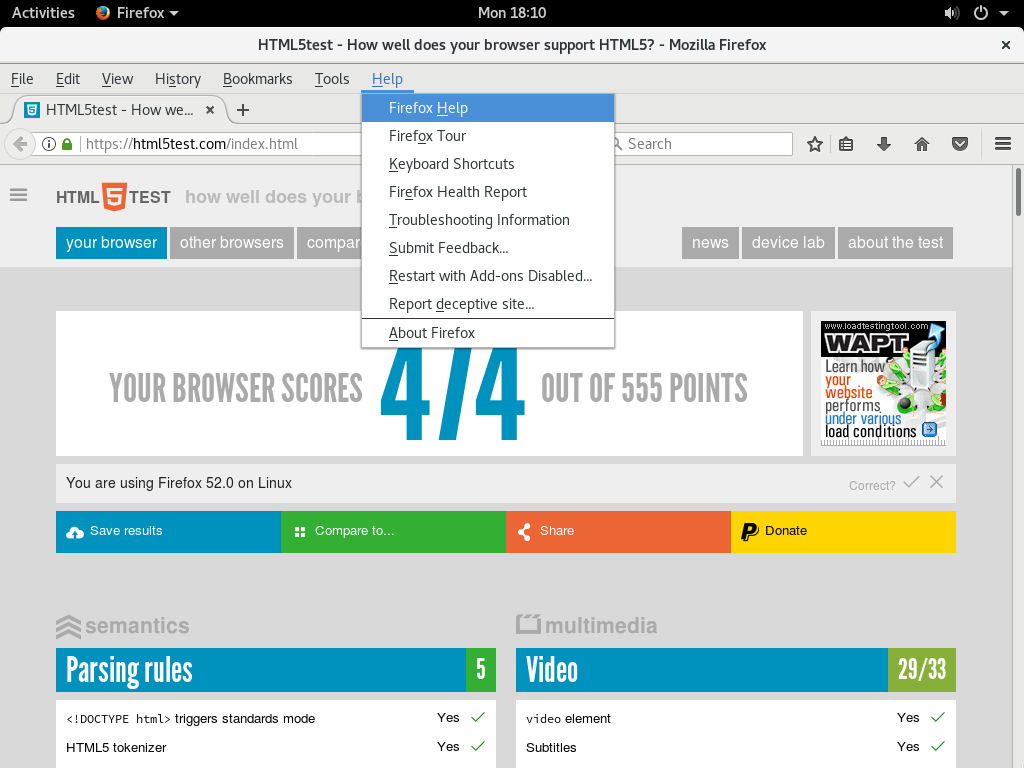 Activities Firefox Mon 18:10
HTML5test - How well does your browser support HTML5? - Mozilla Firefox
File Edit View History Bookmarks Tools Help
HTML5test - How we...
Firefox Help
Firefox Tour
Keyboard Shortcuts
Firefox Health Report
Troubleshooting Information
Submit Feedback...
Restart with Add-ons Disabled...
Report deceptive site...
About Firefox
https://html5test.com/index.html Search
HTML 5 TEST how well does your
your browser other browsers news device lab about the test
YOUR BROWSER SCORES OUT OF 555 POINTS
www.loadtestingtool.com
WAPT
Learn how
your
website
performs
under various
load conditions
You are using Firefox 52.0 on Linux Correct?
Save results Compare to... Share Donate
semantics
Parsing rules 5
<!DOCTYPE html> triggers standards mode Yes
HTML5 tokenizer Yes
multimedia
Video 29/33
video element Yes
Subtitles Yes